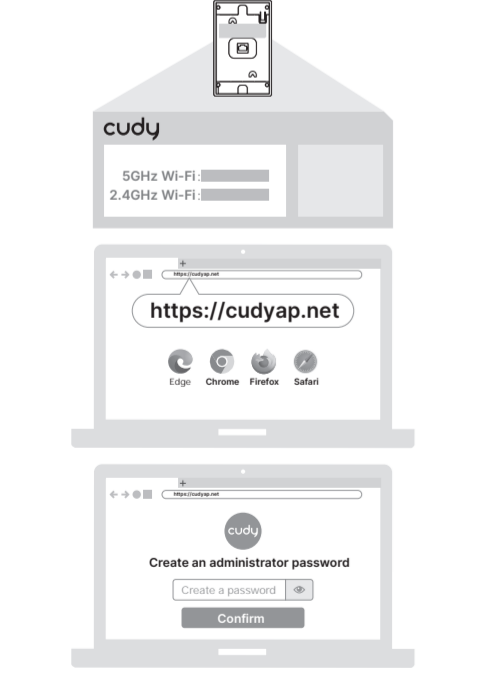 cudy
5GHz Wi-Fi:
2.4GHz Wi-Fi:
+
https://cudyap.net
https://cudyap.net
Edge Chrome Firefox Safari
+
https://cudyap.net
cudy
Create an administrator password
Create a password
Confirm